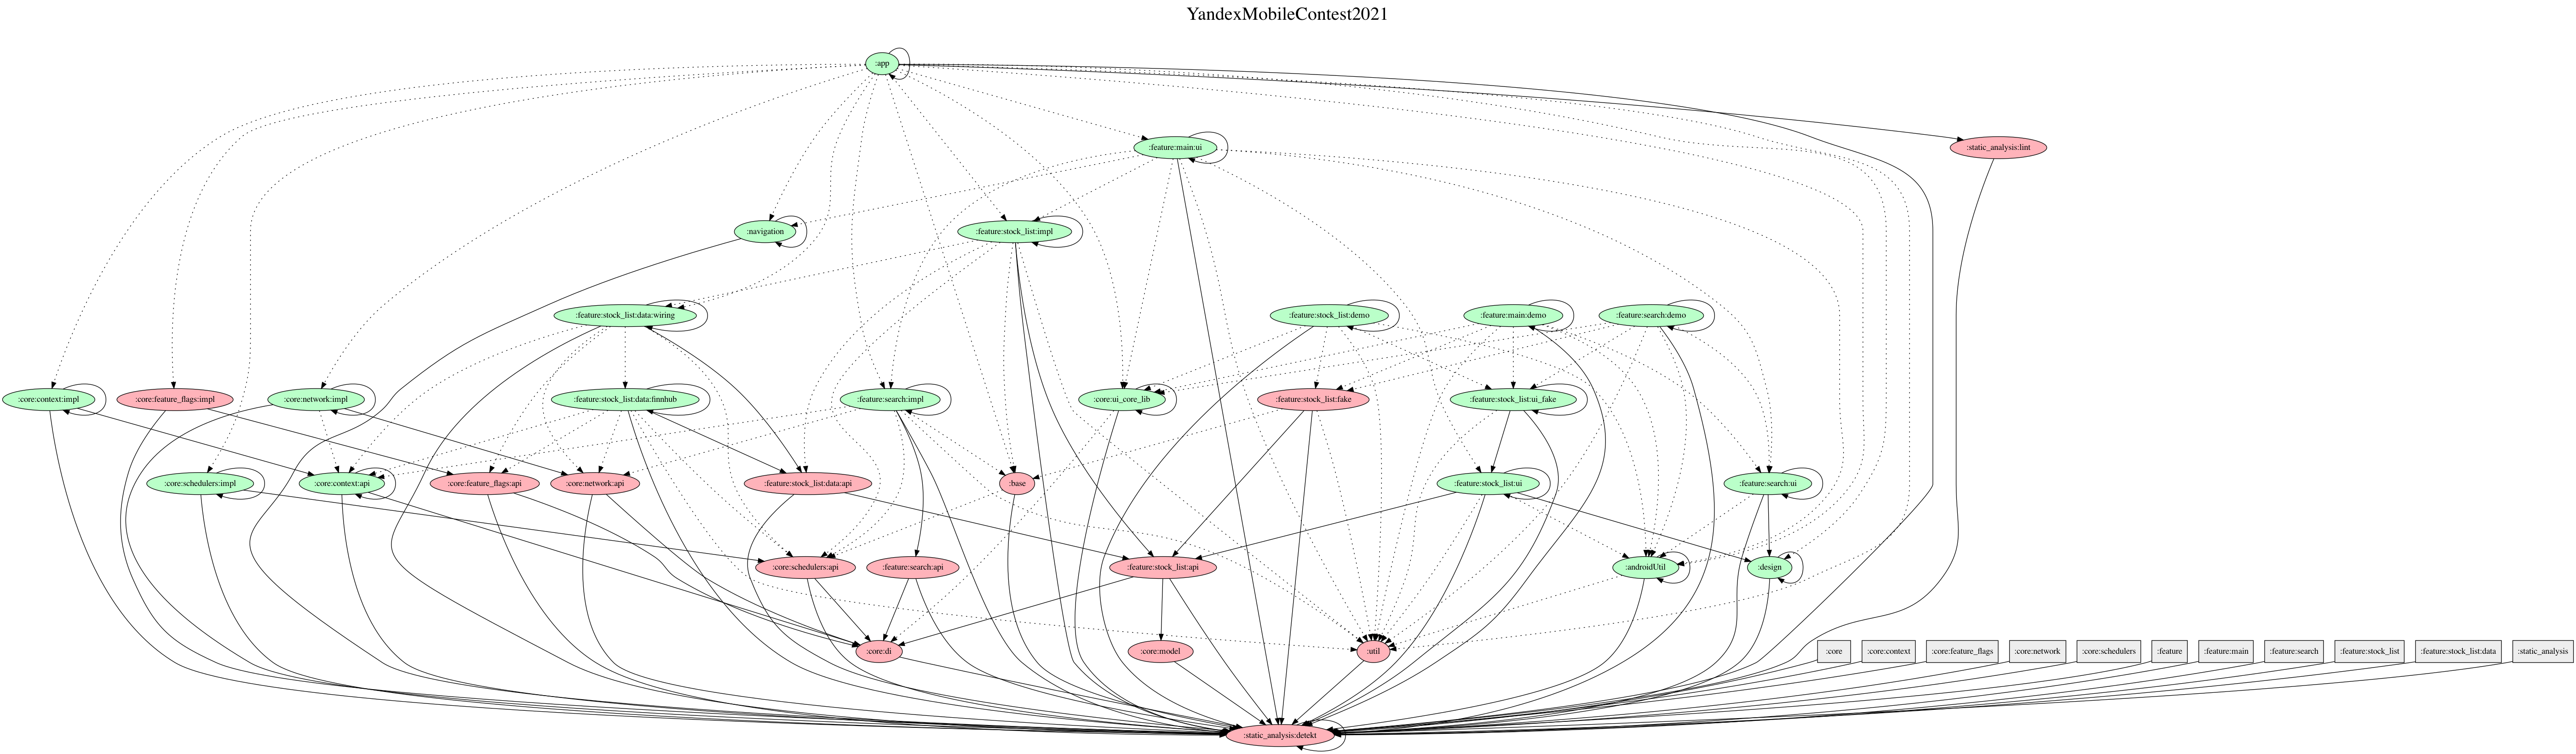 YandexMobileContest2021
:app
:feature:main:ui
:static_analysis:lint
:navigation
:feature:stock_list:impl
:feature:stock_list:data:wiring
:feature:stock_list:demo
:feature:main:demo
:feature:search:demo
:core:context:impl
:core:feature_flags:impl
:core:network:impl
:feature:stock_list:data:finnhub
:feature:search:impl
:core:ui_core_lib
:feature:stock_list:fake
:feature:stock_list:ui_fake
:core:schedulers:impl
:core:context:api
:core:feature_flags:api
:core:network:api
:feature:stock_list:data:api
:base
:feature:stock_list:ui
:feature:search:ui
:core:schedulers:api
:feature:search:api
:feature:stock_list:api
:androidUtil
:design
:core:di
:core:model
:util
:core
:core:context
:core:feature_flags
:core:network
:core:schedulers
:feature
:feature:main
:feature:search
:feature:stock_list
:feature:stock_list:data
:static_analysis
:static_analysis:detekt